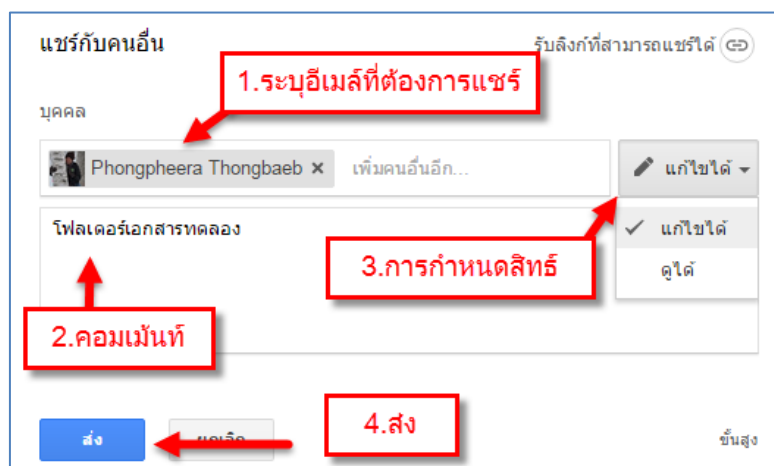 แชร์กับคนอื่น
รับลิงก์ที่สามารถแชร์ได้
1.ระบุอีเมล์ที่ต้องการแชร์
บุคคล
Phongpheera Thongbaeb × เพิ่มคนอื่นอีก...
แก้ไขได้
โฟลเดอร์เอกสารทดลอง
แก้ไขได้
3.การกำหนดสิทธ์
ดูได้
2.คอมเม้นท์
4.ส่ง
ส่ง
ยกเลิก
ขั้นสูง